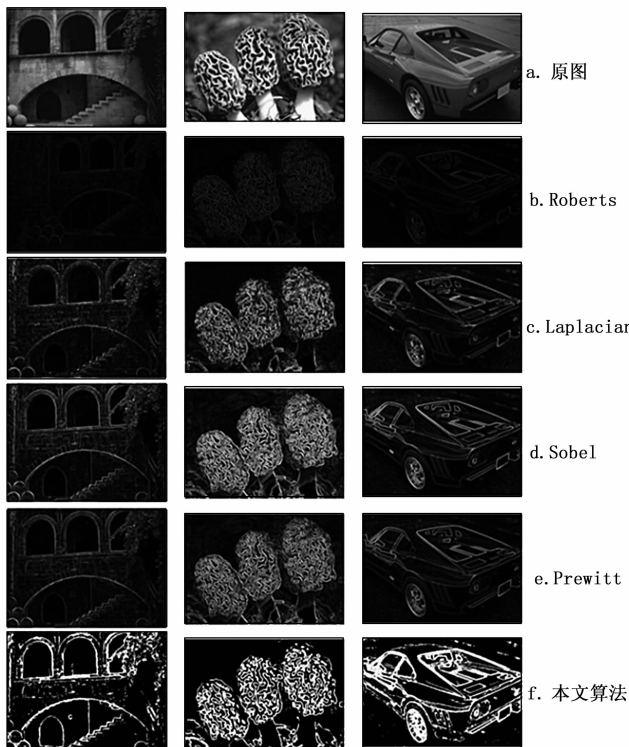 a. 原图
b.Roberts
c.Laplacian
d.Sobel
e.Prewitt
f. 本文算法